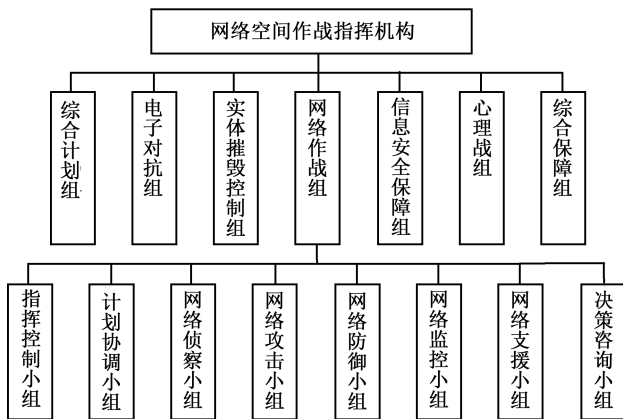 网络空间作战指挥机构
综合计划组
电子对抗组
实体摧毁控制组
网络作战组
信息安全保障组
心理战组
综合保障组
指挥控制小组
计划协调小组
网络侦察小组
网络攻击小组
网络防御小组
网络监控小组
网络支援小组
决策咨询小组